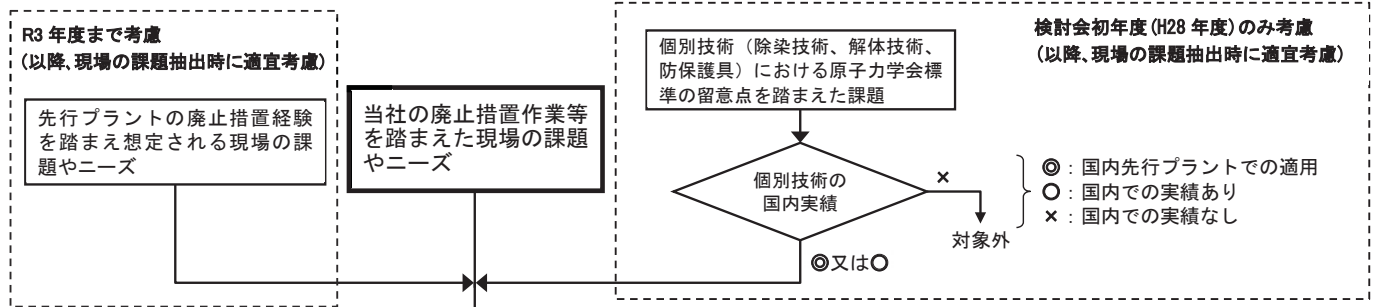 R3 年度まで考慮
(以降、現場の課題抽出時に適宜考慮)
先行プラントの廃止措置経験
を踏まえ想定される現場の課
題やニーズ
当社の廃止措置作業等
を踏まえた現場の課題
やニーズ
検討会初年度(H28 年度)のみ考慮
(以降、現場の課題抽出時に適宜考慮)
個別技術(除染技術、解体技術、
防保護具)における原子力学会標
準の留意点を踏まえた課題
個別技術の
国内実績
×
対象外
◎又は○
◎:国内先行プラントでの適用
○:国内での実績あり
×:国内での実績なし